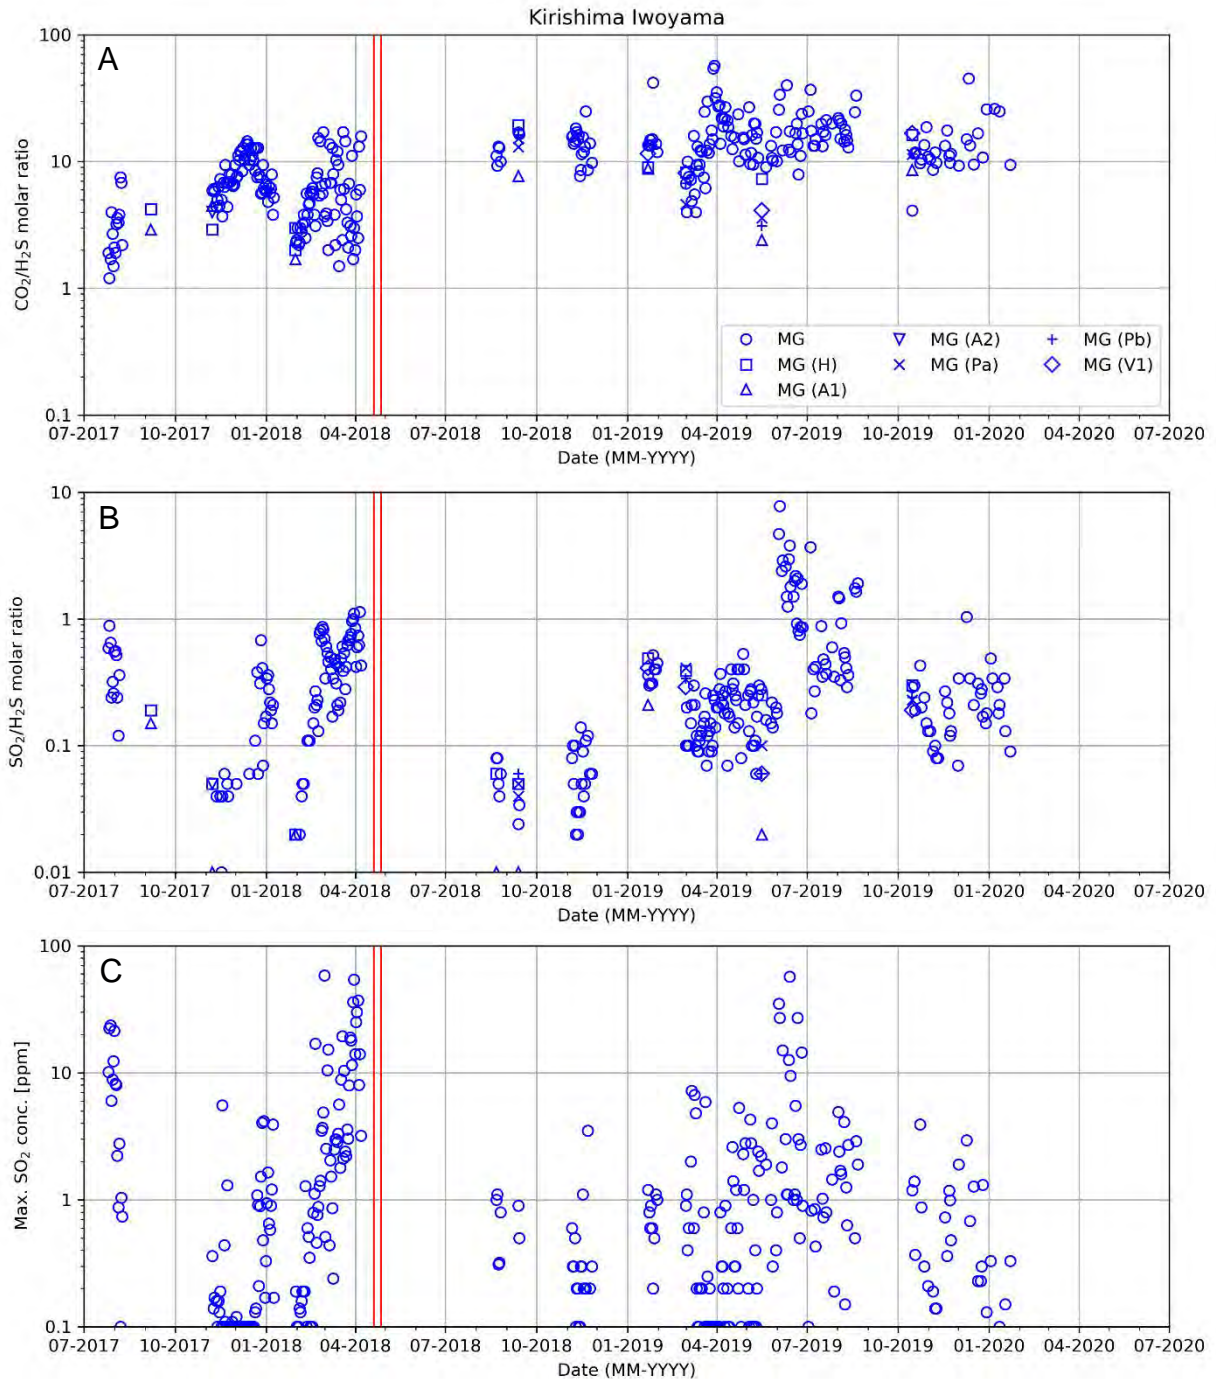 Kirishima Iwoyama
A
100
10
1
0.1
CO₂/H₂S molar ratio
MG
MG (H)
MG (A1)
MG (A2)
MG (Pa)
MG (Pb)
MG (V1)
07-2017 10-2017 01-2018 04-2018 07-2018 10-2018 01-2019 04-2019 07-2019 10-2019 01-2020 04-2020 07-2020
Date (MM-YYYY)
B
10
1
0.1
0.01
SO₂/H₂S molar ratio
07-2017 10-2017 01-2018 04-2018 07-2018 10-2018 01-2019 04-2019 07-2019 10-2019 01-2020 04-2020 07-2020
Date (MM-YYYY)
C
100
10
1
0.1
Max. SO₂ conc. [ppm]
07-2017 10-2017 01-2018 04-2018 07-2018 10-2018 01-2019 04-2019 07-2019 10-2019 01-2020 04-2020 07-2020
Date (MM-YYYY)